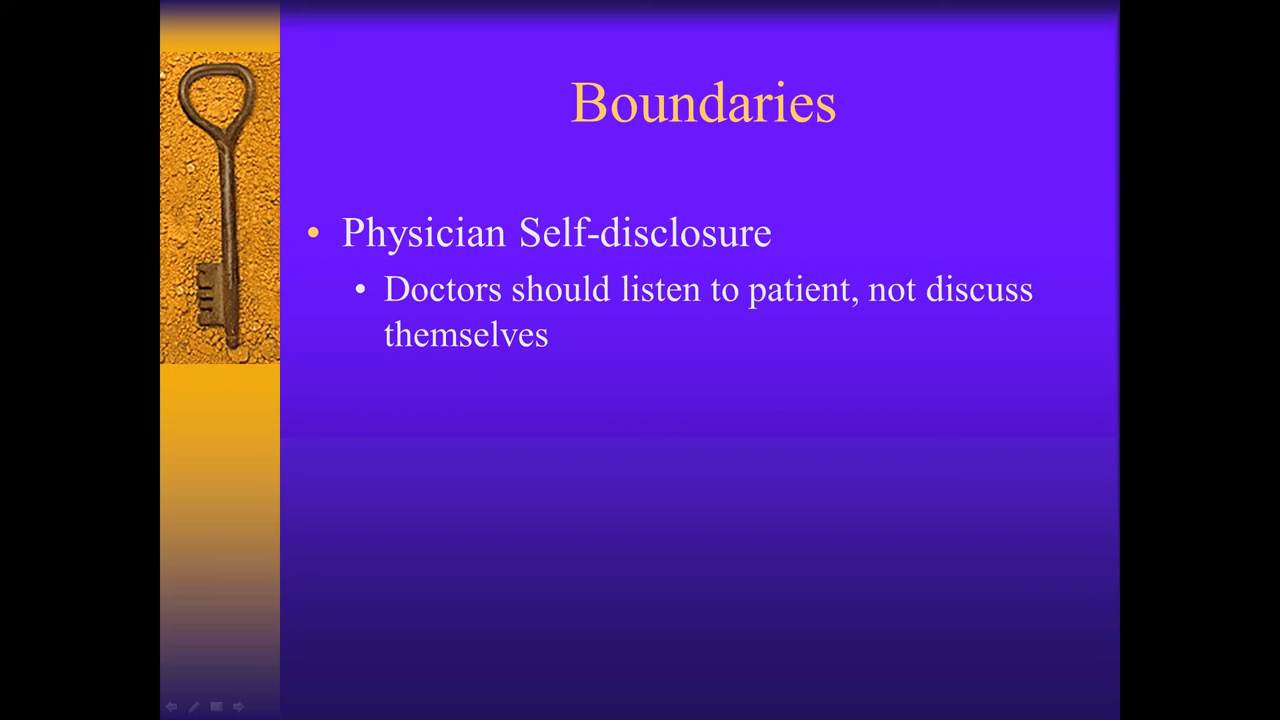 Boundaries
• Physician Self-disclosure
• Doctors should listen to patient, not discuss
themselves